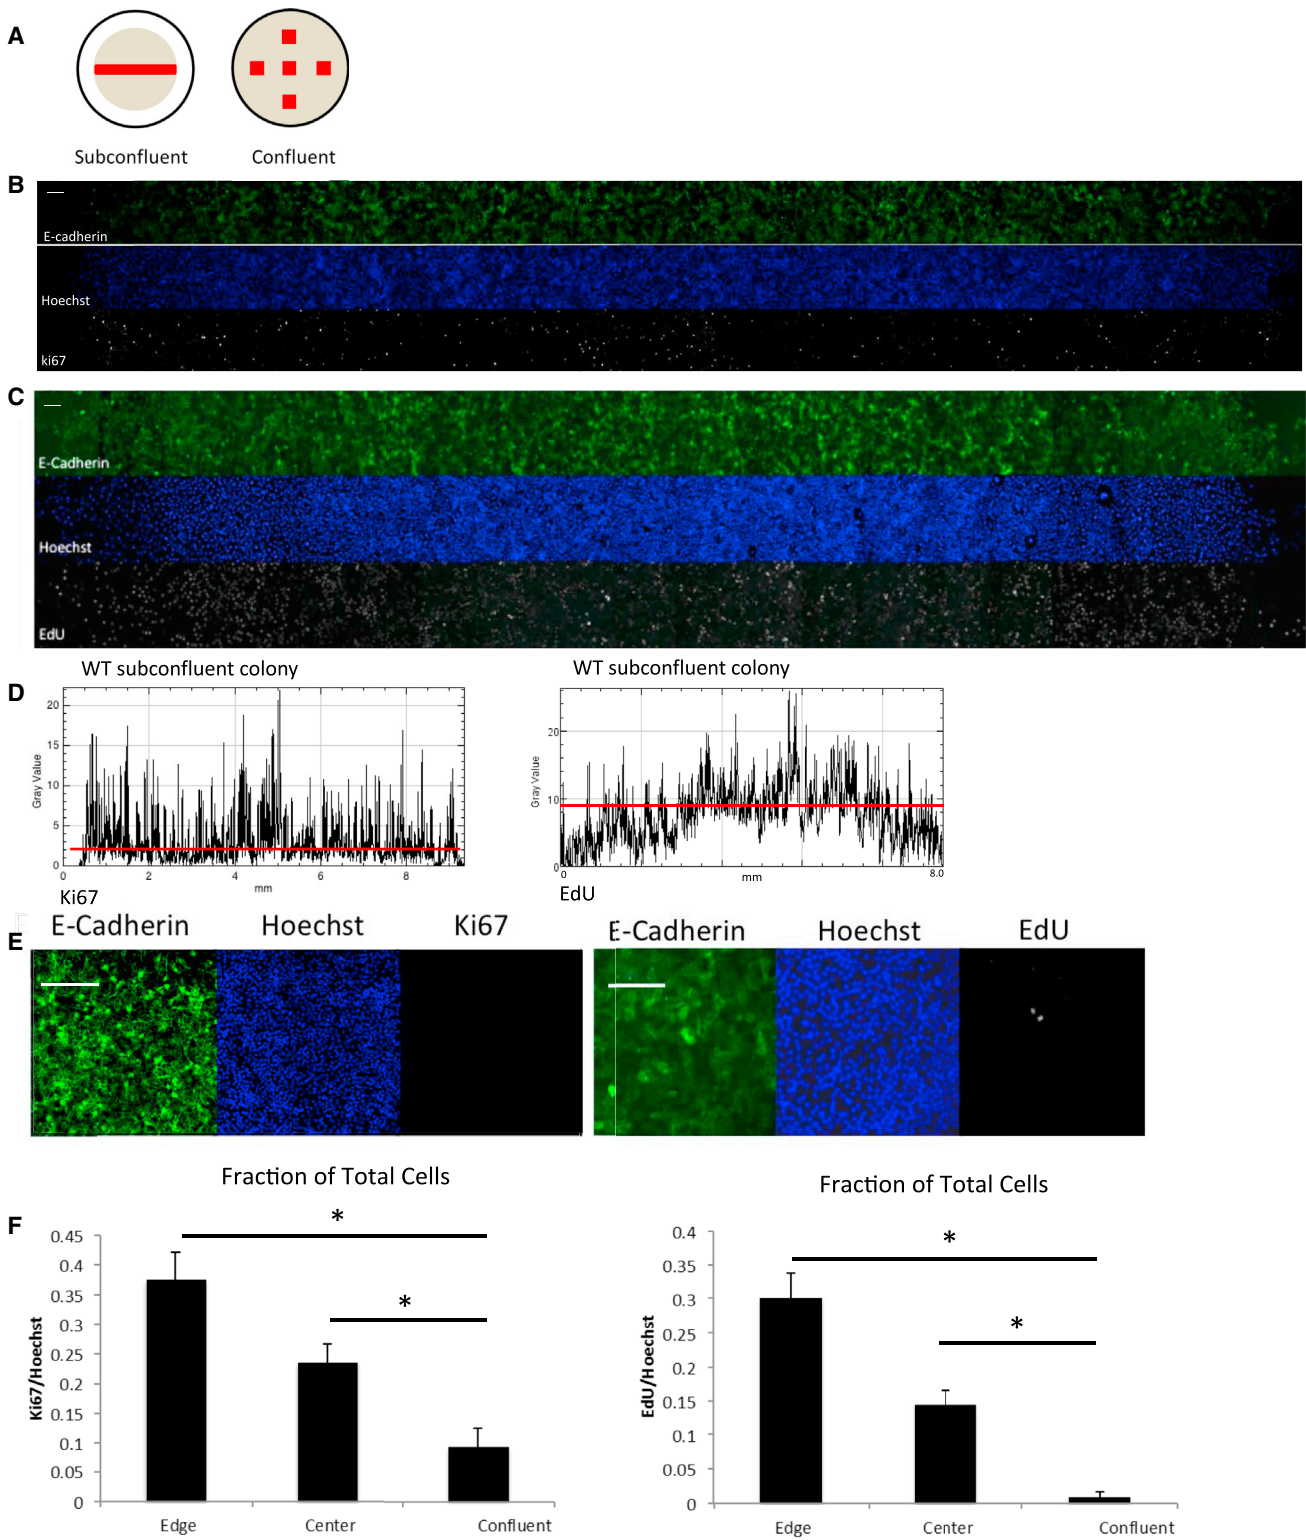 A
Subconfluent
Confluent
B
E-cadherin
Hoechst
ki67
C
E-Cadherin
Hoechst
EdU
D
WT subconfluent colony
20
15
10
5
0
Gray Value
0
2
4
6
8
mm
Ki67
WT subconfluent colony
20
10
0
Gray Value
0
mm
8.0
EdU
E
E-Cadherin
Hoechst
Ki67
E-Cadherin
Hoechst
EdU
F
Fraction of Total Cells
Ki67/Hoechst
0.45
0.4
0.35
0.3
0.25
0.2
0.15
0.1
0.05
0
*
*
Edge
Center
Confluent
Fraction of Total Cells
EdU/Hoechst
0.4
0.35
0.3
0.25
0.2
0.15
0.1
0.05
0
*
*
Edge
Center
Confluent